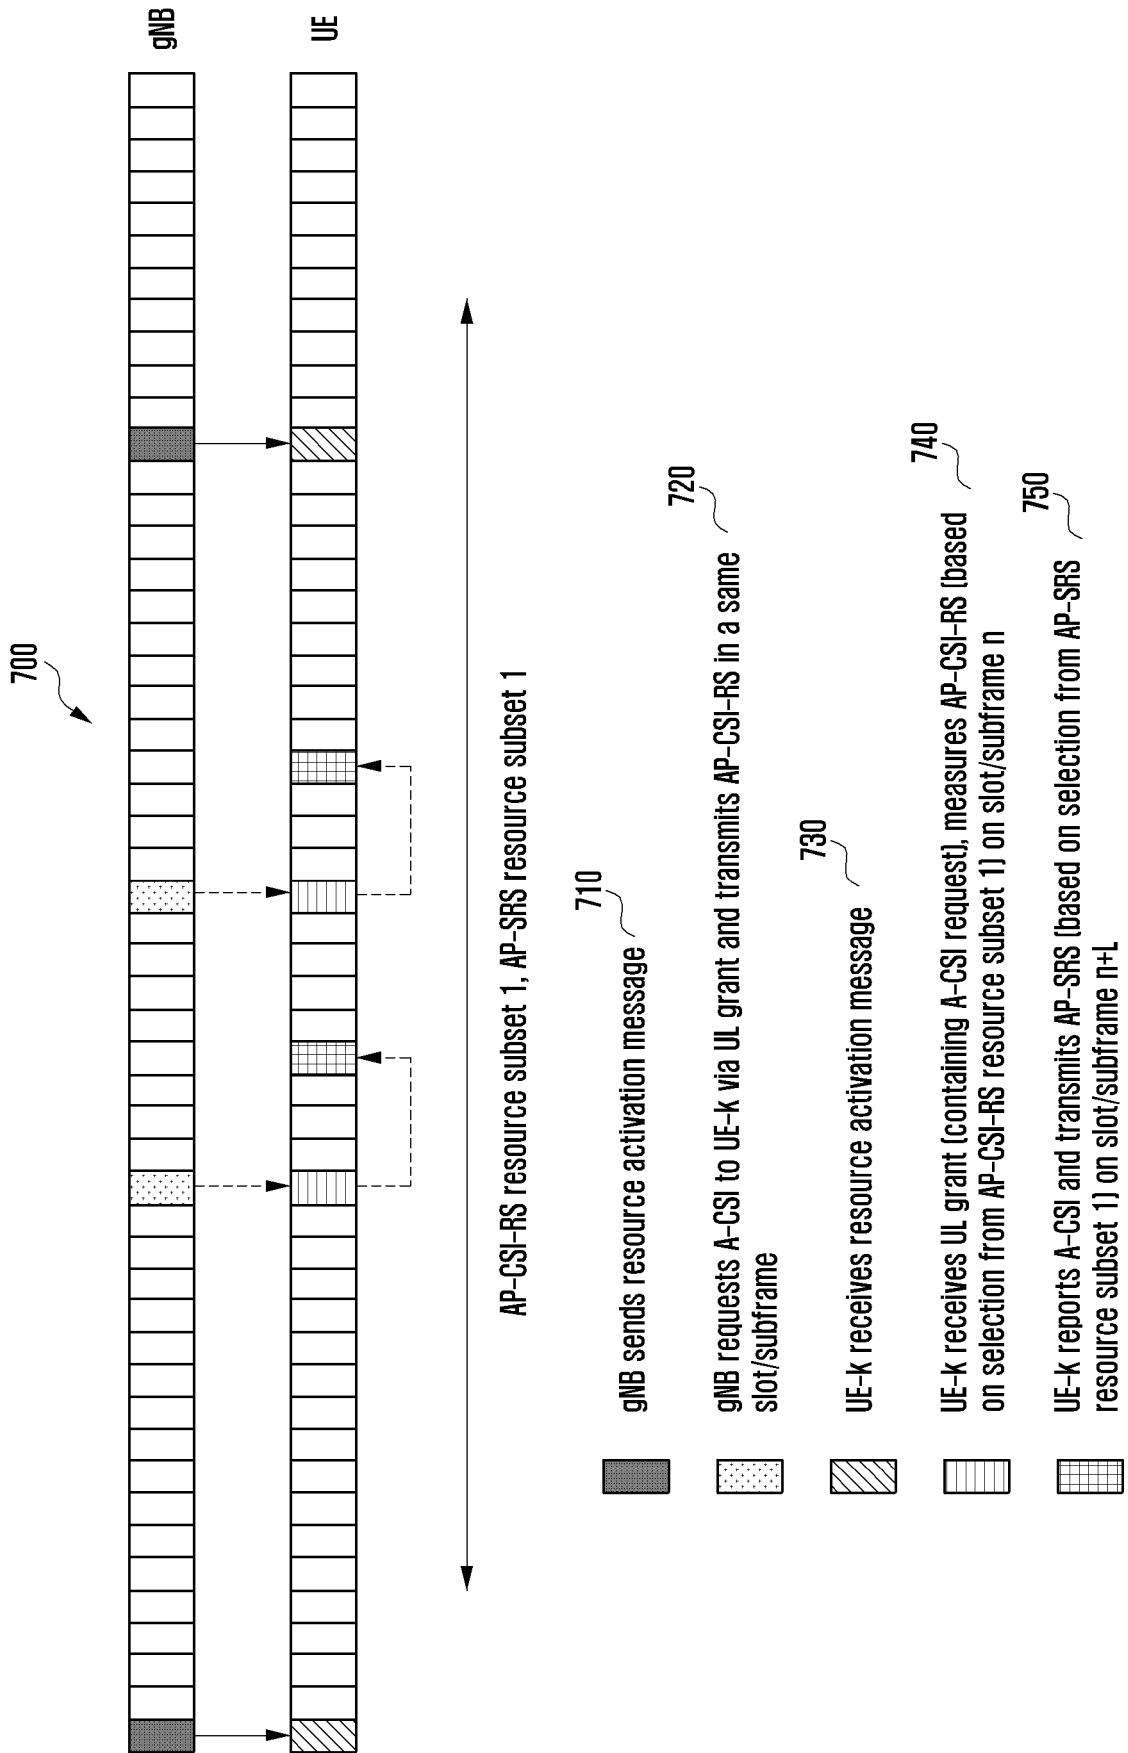 700
gNB
UE
AP-CSI-RS resource subset 1, AP-SRS resource subset 1
gNB sends resource activation message
710
gNB requests A-CSI to UE-k via UL grant and transmits AP-CSI-RS in a same
slot/subframe
720
UE-k receives resource activation message
730
UE-k receives UL grant (containing A-CSI request), measures AP-CSI-RS (based
on selection from AP-CSI-RS resource subset 1) on slot/subframe n
740
UE-k reports A-CSI and transmits AP-SRS (based on selection from AP-SRS
resource subset 1) on slot/subframe n+L
750